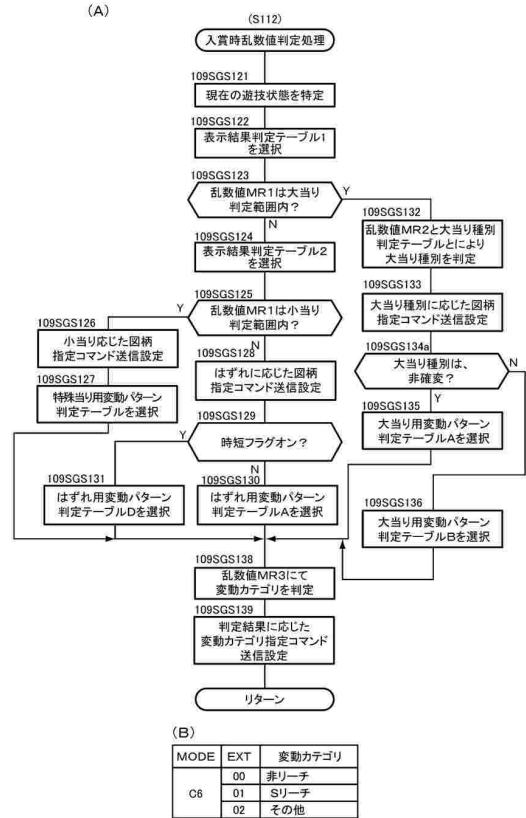 (A)
(S112)
入賞時乱数値判定処理
109SGS121
現在の遊技状態を特定
109SGS122
表示結果判定テーブル1
を選択
109SGS123
乱数値MR1は大当り
判定範囲内?
Y
N
109SGS132
乱数値MR2と大当り種別
判定テーブルとにより
大当り種別を判定
109SGS124
表示結果判定テーブル2
を選択
109SGS133
大当り種別に応じた図柄
指定コマンド送信設定
109SGS125
乱数値MR1は小当り
判定範囲内?
Y
N
109SGS126
小当り応じた図柄
指定コマンド送信設定
109SGS134a
大当り種別は、
非確変?
N
Y
109SGS128
はずれに応じた図柄
指定コマンド送信設定
109SGS127
特殊当り用変動パターン
判定テーブルを選択
109SGS135
大当り用変動パターン
判定テーブルAを選択
109SGS129
時短フラグオン?
Y
N
109SGS131
はずれ用変動パターン
判定テーブルDを選択
109SGS130
はずれ用変動パターン
判定テーブルAを選択
109SGS136
大当り用変動パターン
判定テーブルBを選択
109SGS138
乱数値MR3にて
変動カテゴリを判定
109SGS139
判定結果に応じた
変動カテゴリ指定コマンド
送信設定
リターン
(B)
MODE EXT 変動カテゴリ
C6 00 非リーチ
01 Sリーチ
02 その他